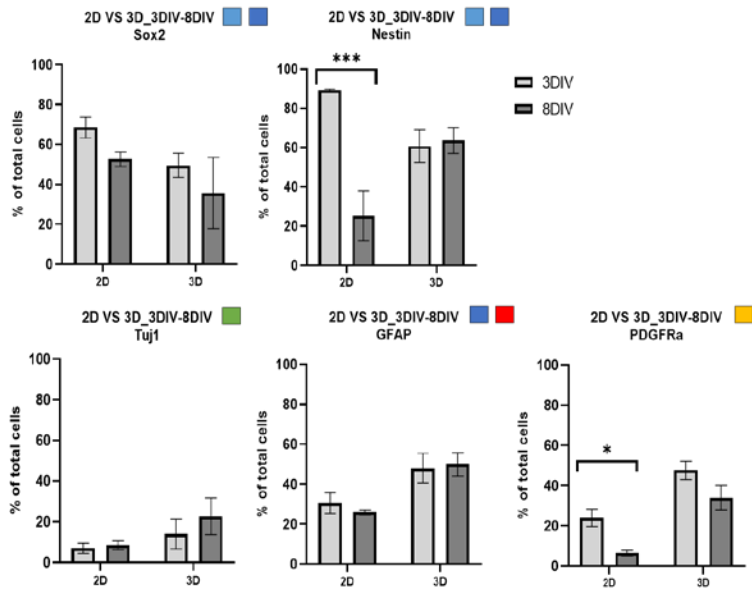 2D VS 3D_3DIV-8DIV
Sox2
% of total cells
100
80
60
40
20
0
2D
3D
2D VS 3D_3DIV-8DIV
Nestin
***
% of total cells
100
80
60
40
20
0
2D
3D
3DIV
8DIV
2D VS 3D_3DIV-8DIV
Tuj1
% of total cells
100
80
60
40
20
0
2D
3D
2D VS 3D_3DIV-8DIV
GFAP
% of total cells
100
80
60
40
20
0
2D
3D
2D VS 3D_3DIV-8DIV
PDGFRa
*
% of total cells
100
80
60
40
20
0
2D
3D